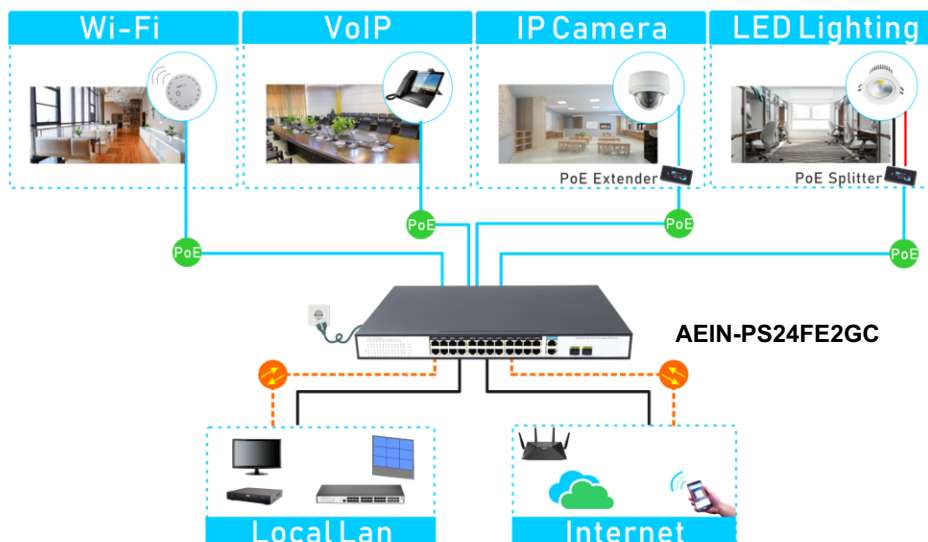 Wi-Fi
VoIP
IP Camera
LED Lighting
PoE Extender
PoE Splitter
PoE
PoE
PoE
PoE
AEIN-PS24FE2GC
Local Lan
Internet